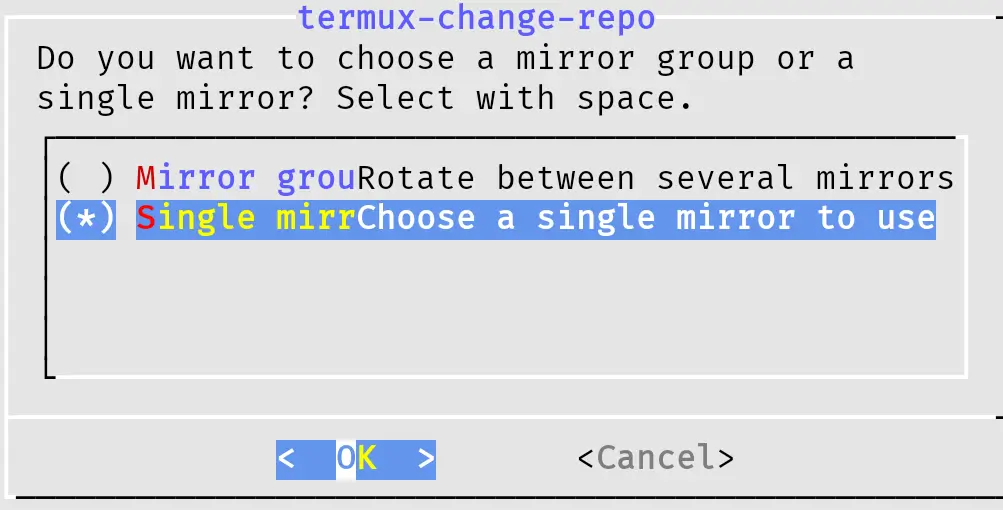 termux-change-repo
Do you want to choose a mirror group or a
single mirror? Select with space.
( ) Mirror grouRotate between several mirrors
(*) Single mirrChoose a single mirror to use
< OK > <Cancel>